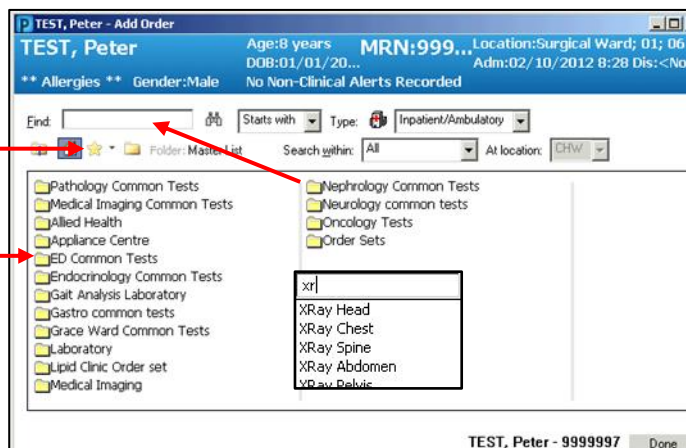 TEST, Peter - Add Order
TEST, Peter Age:8 years MRN:999... Location:Surgical Ward; 01; 06
DOB:01/01/20... Adm:02/10/2012 8:28 Dis:<No
** Allergies ** Gender:Male No Non-Clinical Alerts Recorded
Find: Starts with Type: Inpatient/Ambulatory
Folder: Master List Search within: All At location: CHW
Pathology Common Tests
Medical Imaging Common Tests
Allied Health
Appliance Centre
ED Common Tests
Endocrinology Common Tests
Gait Analysis Laboratory
Gastro common tests
Grace Ward Common Tests
Laboratory
Lipid Clinic Order set
Medical Imaging
Nephrology Common Tests
Neurology common tests
Oncology Tests
Order Sets
xr
XRay Head
XRay Chest
XRay Spine
XRay Abdomen
XRay Pelvis
TEST, Peter - 9999997 Done